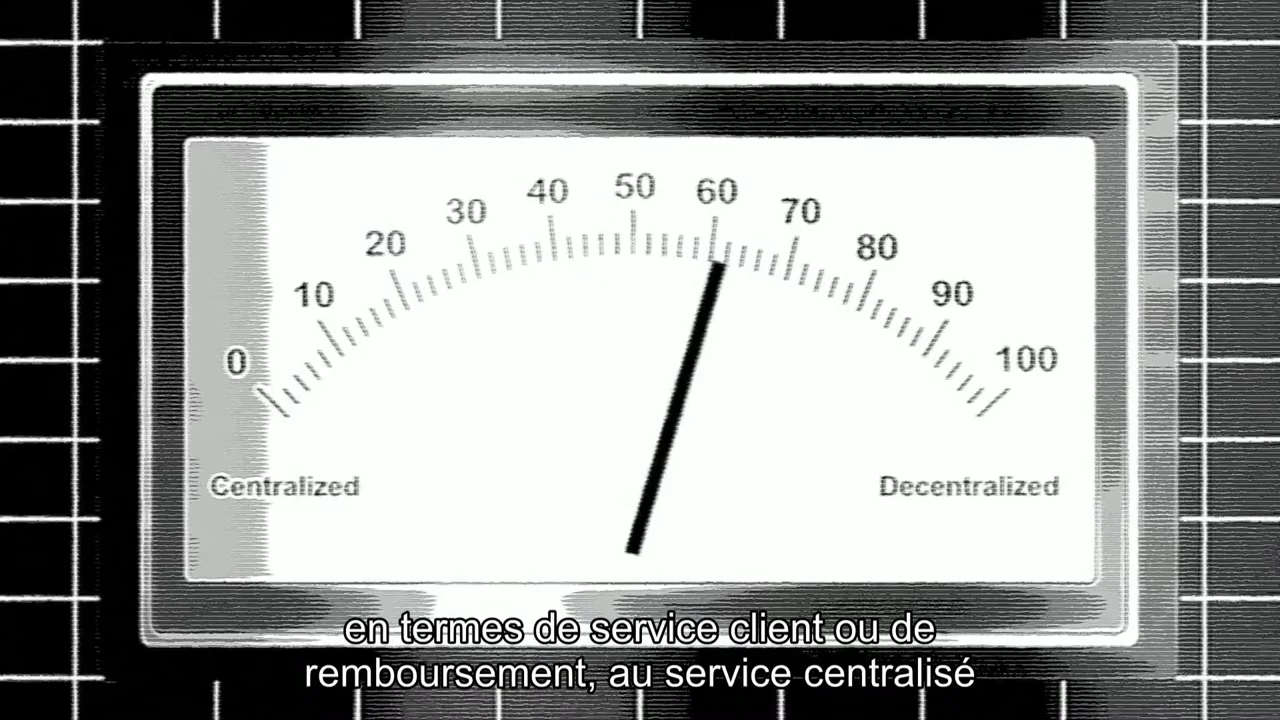 0 10 20 30 40 50 60 70 80 90 100
Centralized Decentralized
en termes de service client ou de
remboursement, au service centralisé